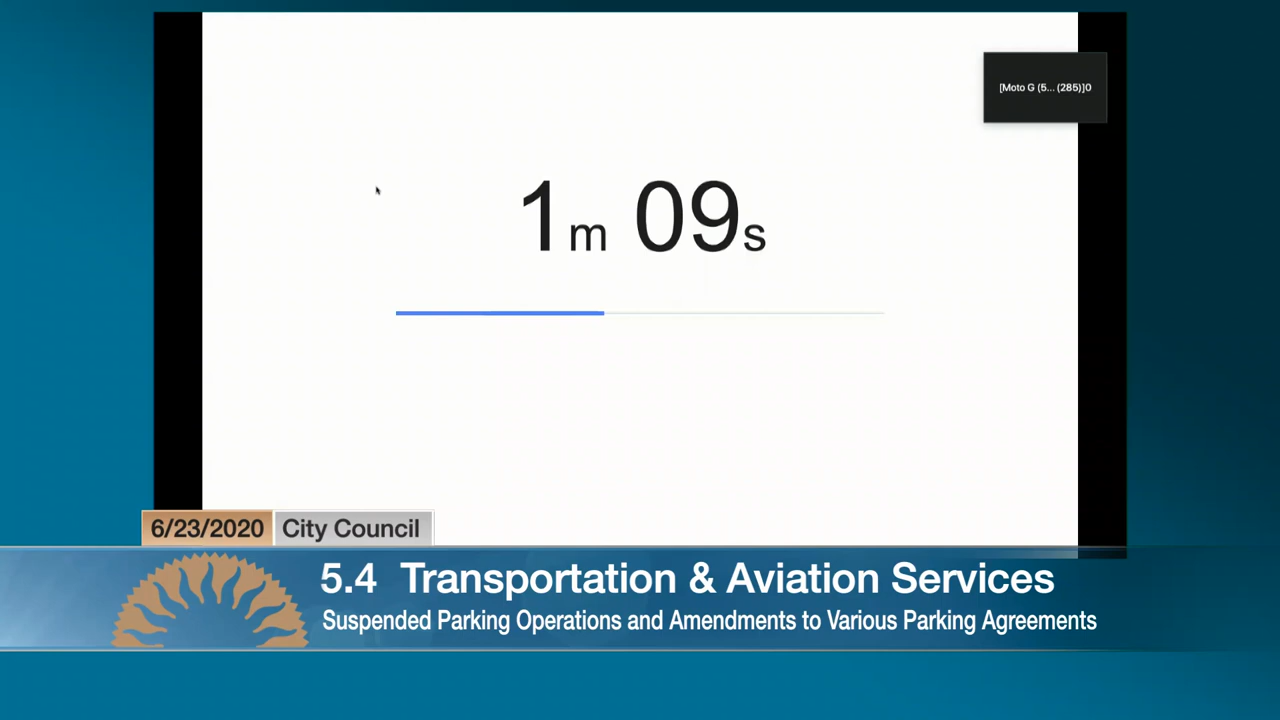 [Moto G (5... (285)]0
1m 09s
6/23/2020 City Council
5.4 Transportation & Aviation Services
Suspended Parking Operations and Amendments to Various Parking Agreements